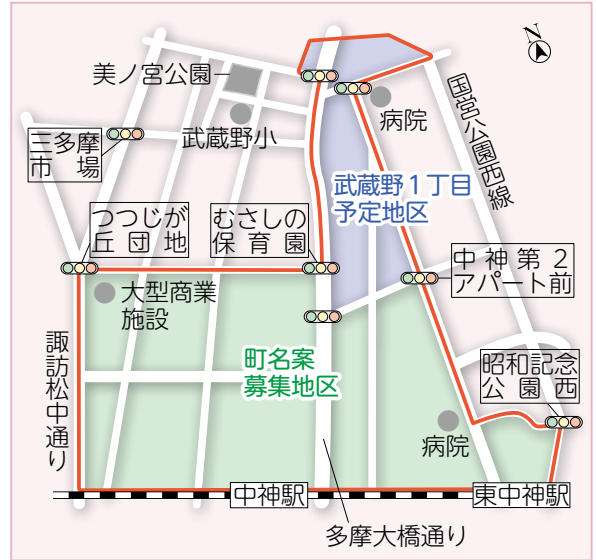 N
美ノ宮公園
病院
国営公園西線
三多摩
市場
武蔵野小
武蔵野1丁目
予定地区
つつじが
丘団地
むさしの
保育園
中神第2
アパート前
大型商業
施設
諏訪松中通り
町名案
募集地区
昭和記念
公園西
病院
中神駅
東中神駅
多摩大橋通り